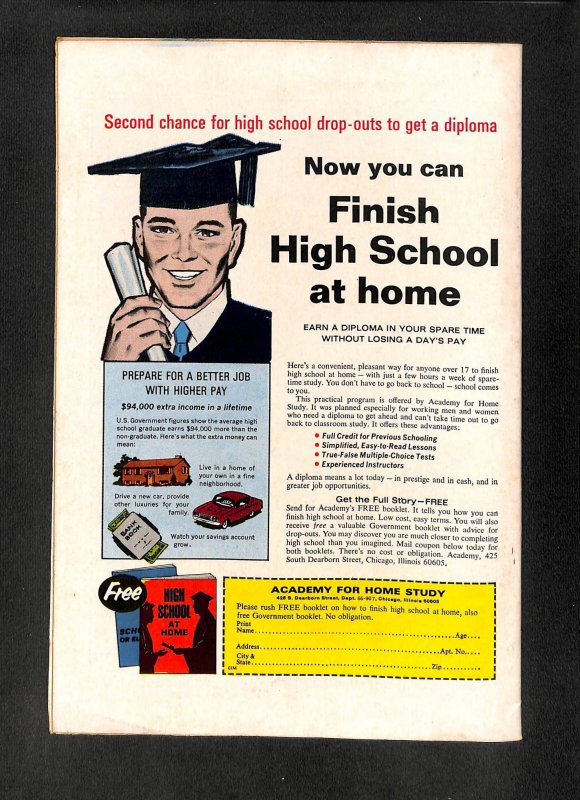 Second chance for high school drop-outs to get a diploma
Now you can
Finish
High School
at home
EARN A DIPLOMA IN YOUR SPARE TIME
WITHOUT LOSING A DAY'S PAY
PREPARE FOR A BETTER JOB
WITH HIGHER PAY
$94,000 extra income in a lifetime
U.S. Government figures show the average high
school graduate earns $94,000 more than the
non-graduate. Here's what the extra money can
mean:
Live in a home of
your own in a fine
neighborhood.
Drive a new car, provide
other luxuries for your
family.
BANK
BOOK
Watch your savings account
grow.
Here's a convenient, pleasant way for anyone over 17 to finish
high school at home — with just a few hours a week of spare-
time study. You don't have to go back to school — school comes
to you.
This practical program is offered by Academy for Home
Study. It was planned especially for working men and women
who need a diploma to get ahead and can't take time out to go
back to classroom study. It offers these advantages:
• Full Credit for Previous Schooling
• Simplified, Easy-to-Read Lessons
• True-False Multiple-Choice Tests
• Experienced Instructors
A diploma means a lot today — in prestige and in cash, and in
greater job opportunities.
Get the Full Story—FREE
Send for Academy's FREE booklet. It tells you how you can
finish high school at home. Low cost, easy terms. You will also
receive free a valuable Government booklet with advice for
drop-outs. You may discover you are much closer to completing
high school than you imagined. Mail coupon below today for
both booklets. There's no cost or obligation. Academy, 425
South Dearborn Street, Chicago, Illinois 60605.
Free
SCHO
OR EL
HIGH
SCHOOL
AT
HOME
ACADEMY FOR HOME STUDY
425 S. Dearborn Street, Dept. 55-907, Chicago, Illinois 60605
Please rush FREE booklet on how to finish high school at home, also
free Government booklet. No obligation.
Print
Name Age
Address Apt. No.
City &
State Zip